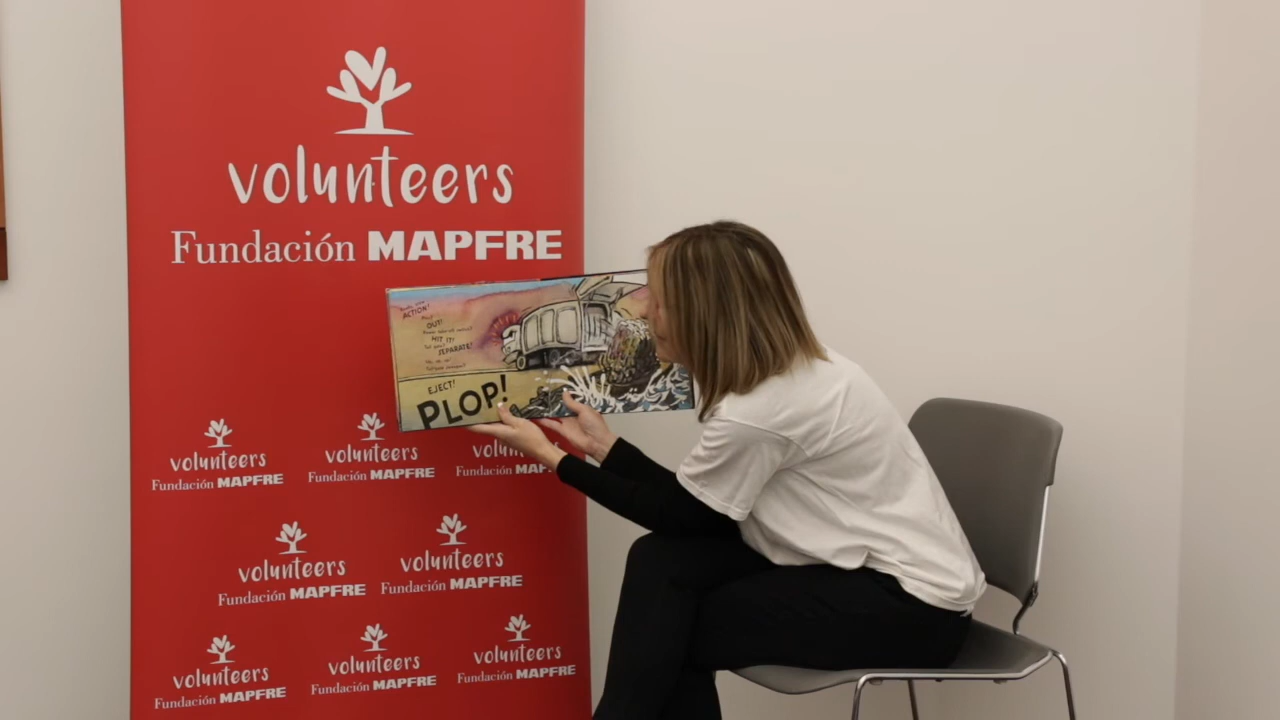 volunteers
Fundación MAPFRE
ACTION!
OUT!
HIT IT!
SEPARATE!
EJECT!
PLOP!
volunteers
Fundación MAPFRE
volunteers
Fundación MAPFRE
Fundación
volunteers
Fundación MAPFRE
volunteers
Fundación MAPFRE
volunteers
Fundación MAPFRE
volunteers
Fundación MAPFRE
volunteers
Fundación MAPFRE